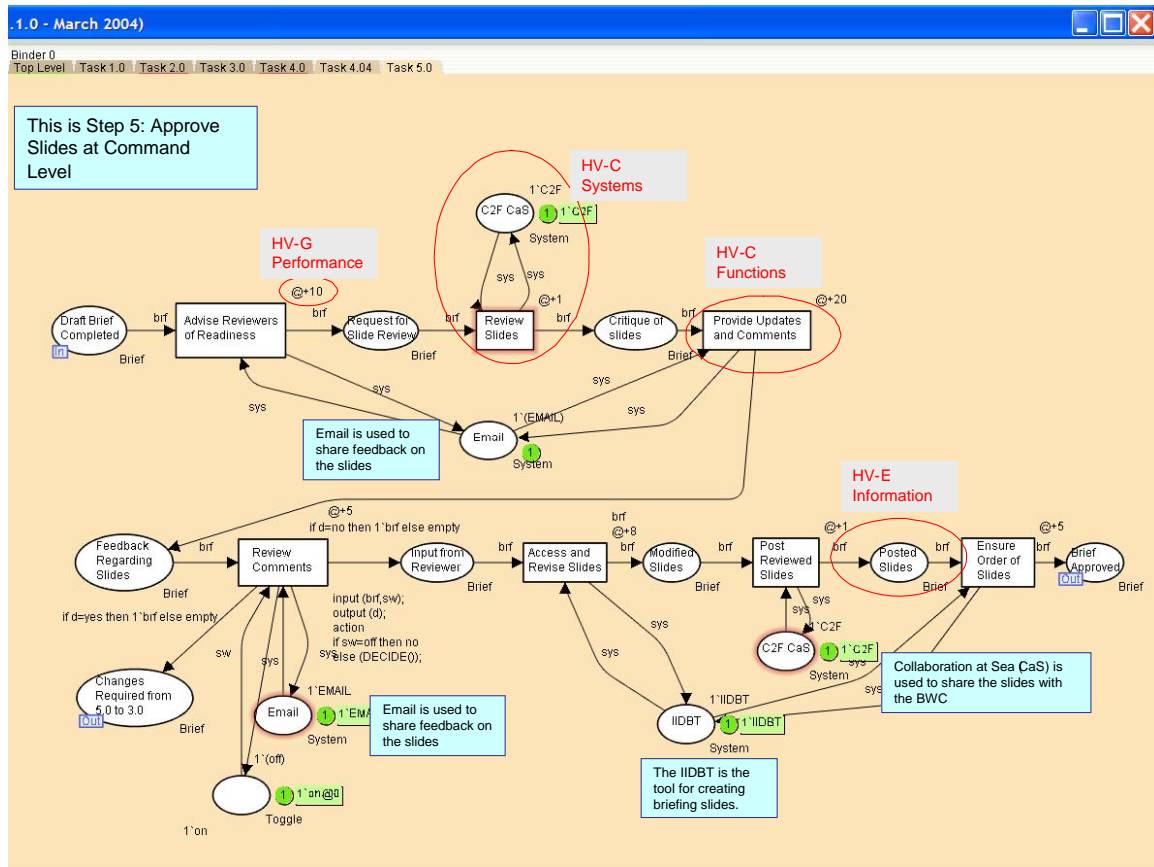 .1.0 - March 2004)
Binder 0
Top Level Task 1.0 Task 2.0 Task 3.0 Task 4.0 Task 4.04 Task 5.0
This is Step 5: Approve
Slides at Command
Level
HV-C
Systems
1`C2F
C2F CaS
1 1`C2F
System
HV-G
Performance
HV-C
Functions
sys
sys
@+10
@+1
@+20
Draft Brief
Completed
In
Brief
brf
Advise Reviewers
of Readiness
brf
Request for
Slide Review
Brief
brf
Review
Slides
brf
Critique of
slides
Brief
brf
Provide Updates
and Comments
sys
sys
sys
sys
1`(EMAIL)
Email
1
System
Email is used to
share feedback on
the slides
HV-E
Information
@+5
if d=no then 1`brf else empty
Feedback
Regarding
Slides
Brief
brf
Review
Comments
brf
Input from
Reviewer
Brief
brf
Access and
Revise Slides
brf
@+8
brf
Modified
Slides
Brief
brf
Post
Reviewed
Slides
@+1
brf
Posted
Slides
Brief
brf
Ensure
Order of
Slides
@+5
brf
Brief
Approved
Out
Brief
if d=yes then 1`brf else empty
input (brf,sw);
output (d);
action
if sw=off then no
else (DECIDE());
sw
sys
sys
Changes
Required from
5.0 to 3.0
Out
Brief
1`EMAIL
Email
1 1`EMA
System
Email is used to
share feedback on
the slides
1`(off)
1 1`on@0
Toggle
1`on
sys
sys
1`IIDBT
IIDBT
1 1`IIDBT
System
The IIDBT is the
tool for creating
briefing slides.
sys
sys
1`C2F
C2F CaS
1 1`C2F
System
sys
sys
Collaboration at Sea (CaS) is
used to share the slides with
the BWC